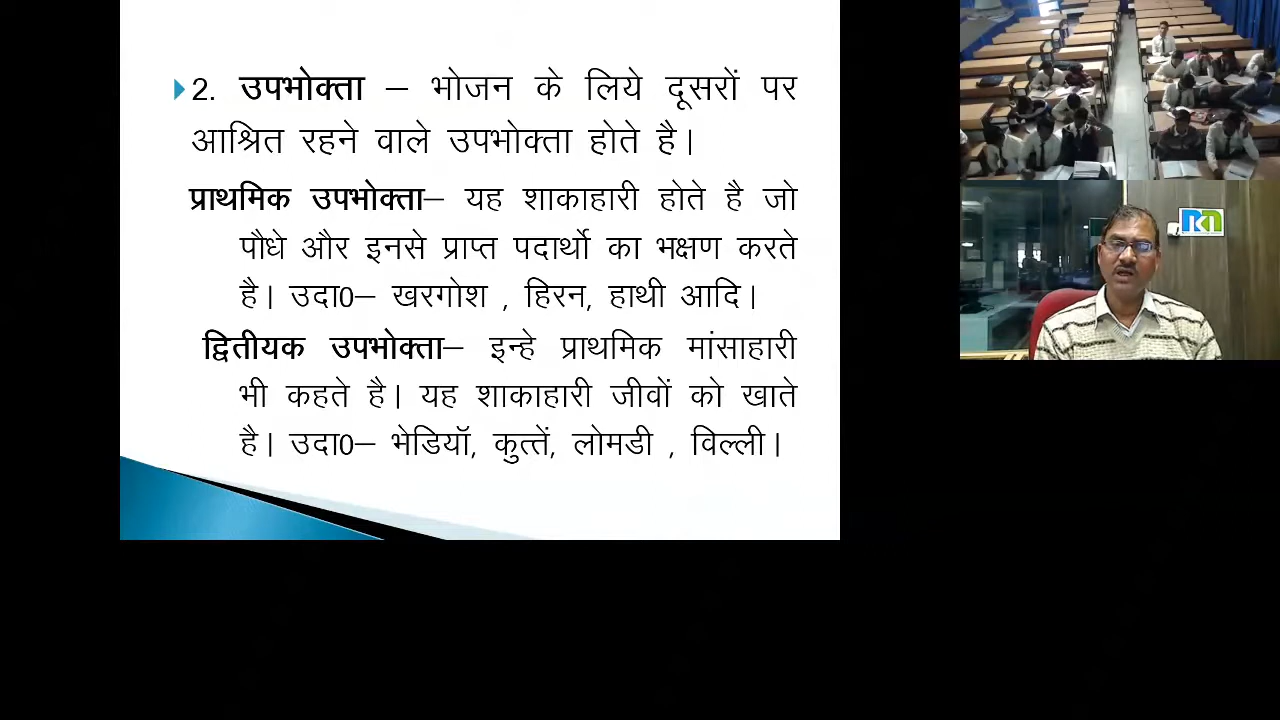 2. उपभोक्ता – भोजन के लिये दूसरों पर
आश्रित रहने वाले उपभोक्ता होते है।
प्राथमिक उपभोक्ता– यह शाकाहारी होते है जो
पौधे और इनसे प्राप्त पदार्थो का भक्षण करते
है। उदा0– खरगोश , हिरन, हाथी आदि।
द्वितीयक उपभोक्ता– इन्हे प्राथमिक मांसाहारी
भी कहते है। यह शाकाहारी जीवों को खाते
है। उदा0– भेडियॉ, कुत्तें, लोमडी , विल्ली।